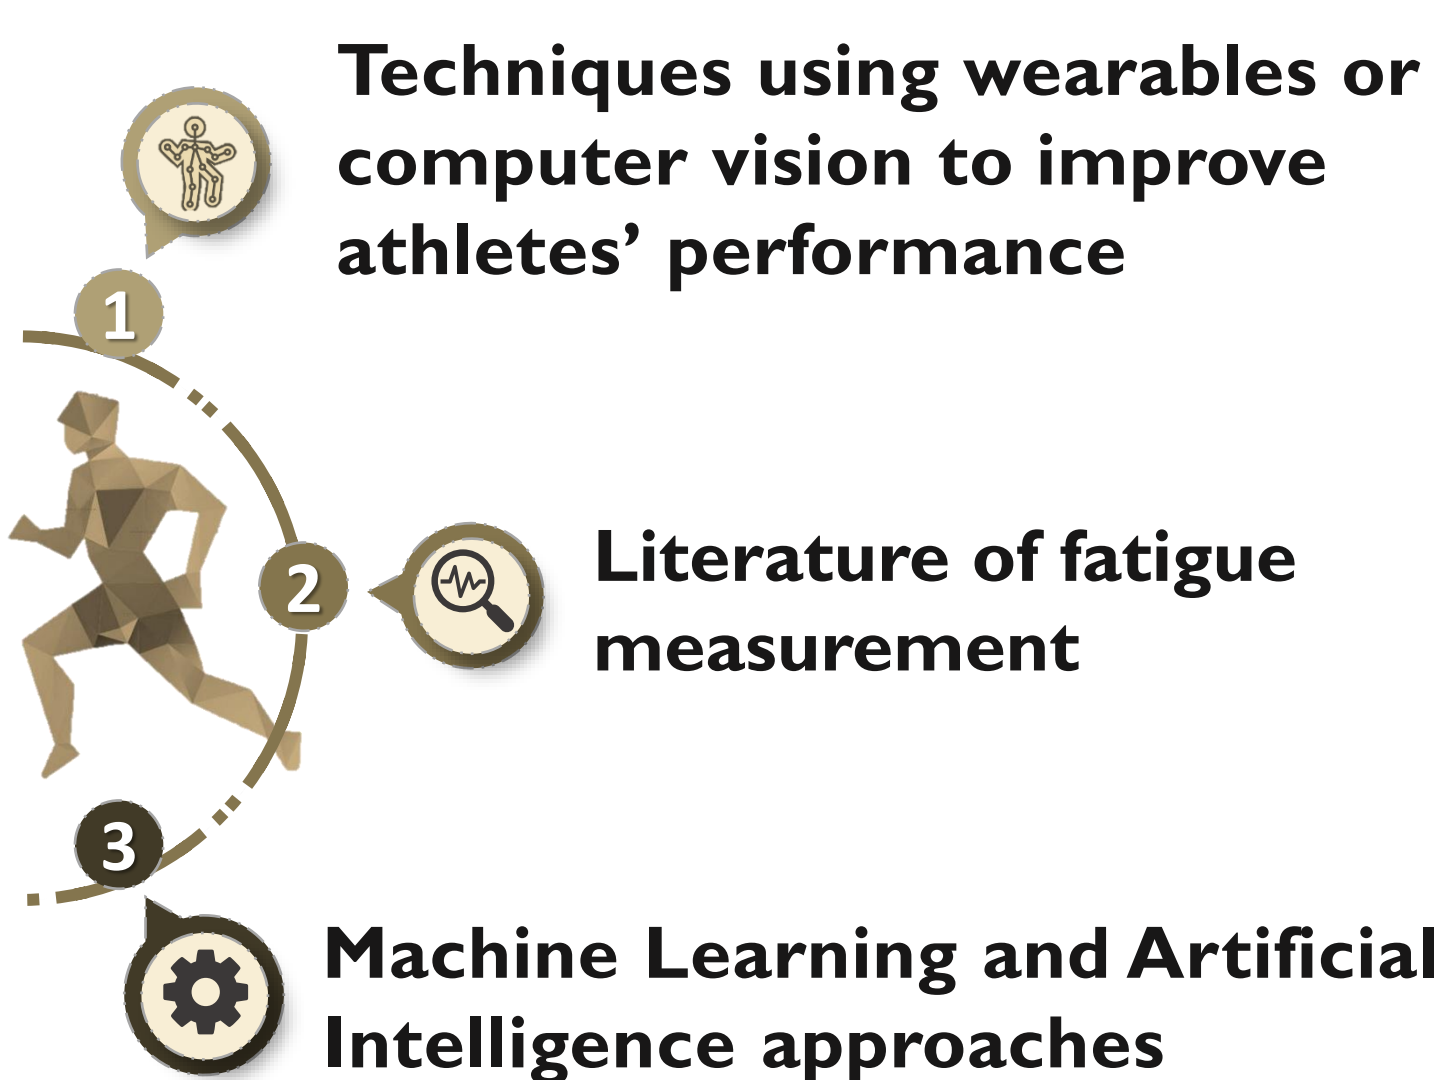 Techniques using wearables or
computer vision to improve
athletes’ performance
1
2
Literature of fatigue
measurement
3
Machine Learning and Artificial
Intelligence approaches